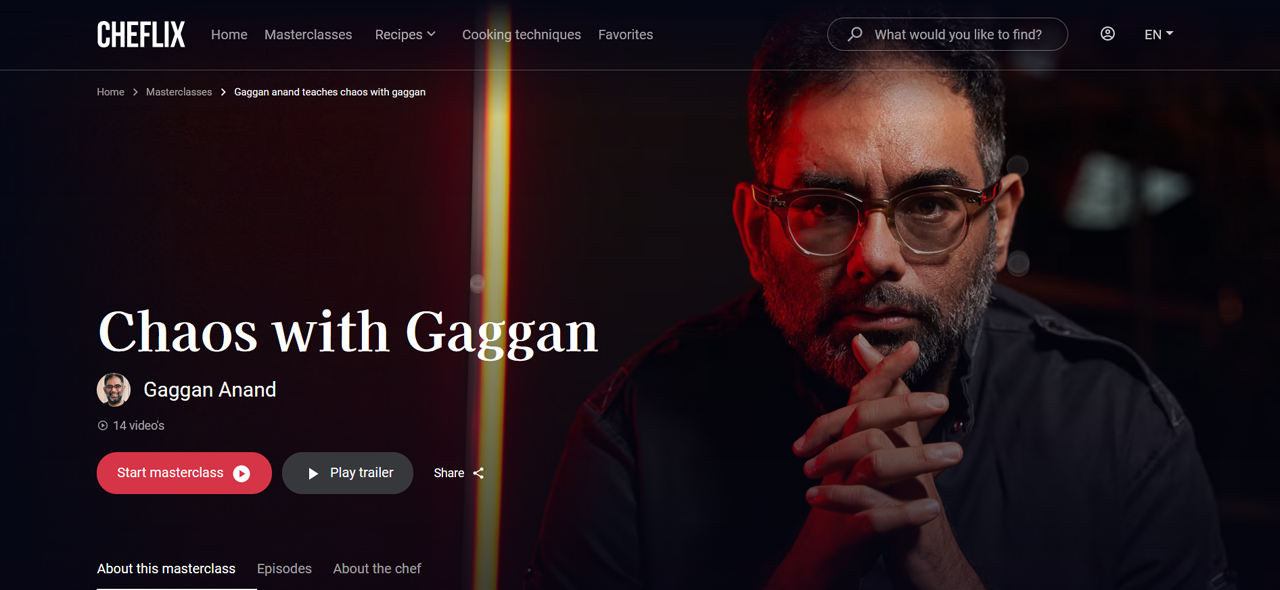 CHEFLIX Home Masterclasses Recipes Cooking techniques Favorites What would you like to find? EN
Home > Masterclasses > Gaggan anand teaches chaos with gaggan
Chaos with Gaggan
Gaggan Anand
14 video's
Start masterclass Play trailer Share
About this masterclass Episodes About the chef